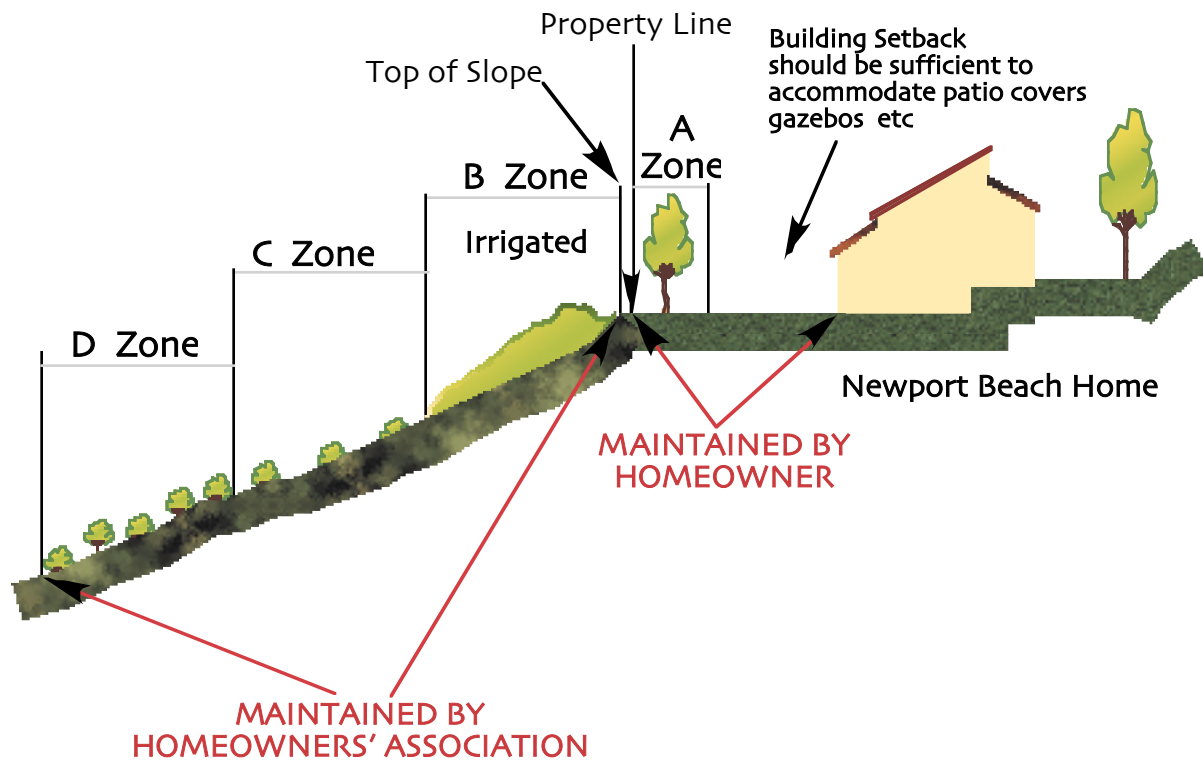 Property Line
Top of Slope
Building Setback
should be sufficient to
accommodate patio covers
gazebos etc
A
Zone
B Zone
Irrigated
C Zone
D Zone
Newport Beach Home
MAINTAINED BY
HOMEOWNER
MAINTAINED BY
HOMEOWNERS’ ASSOCIATION